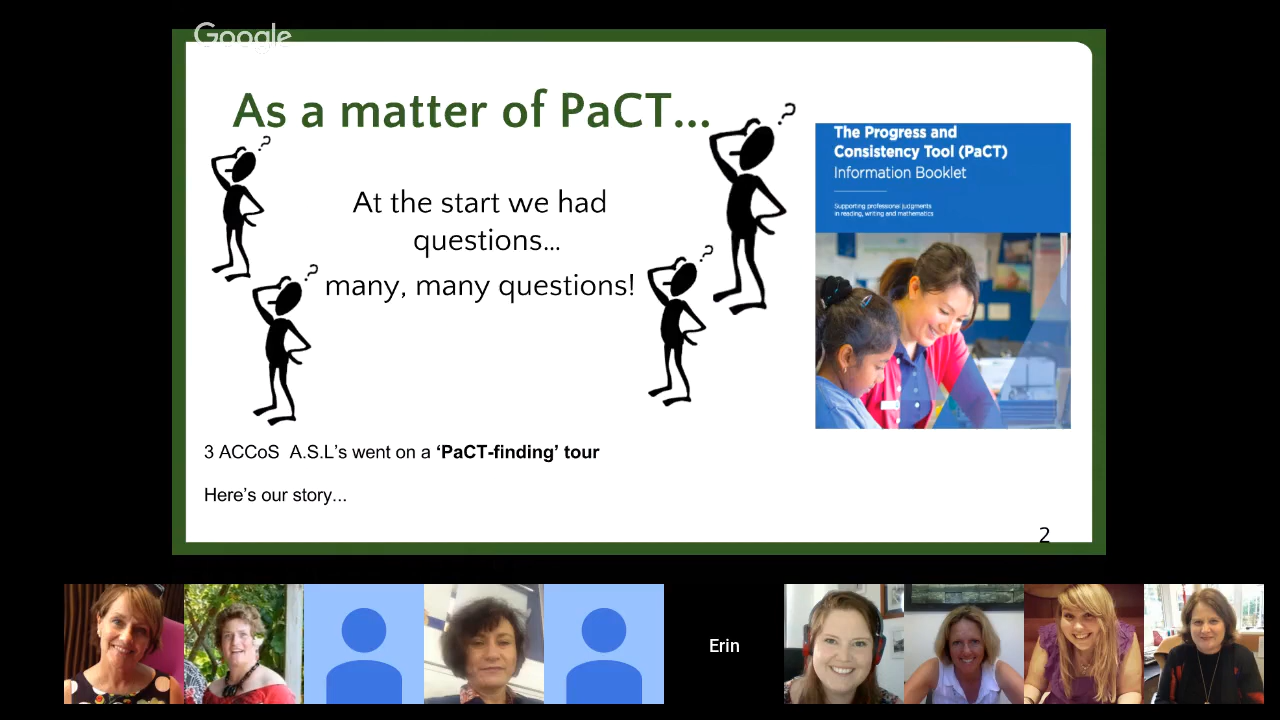 Google
As a matter of PaCT...
?
?
?
?
At the start we had
questions...
many, many questions!
The Progress and
Consistency Tool (PaCT)
Information Booklet
Supporting professional judgments
in reading, writing and mathematics
3 ACCoS  A.S.L's went on a ‘PaCT-finding’ tour
Here's our story...
2
Erin